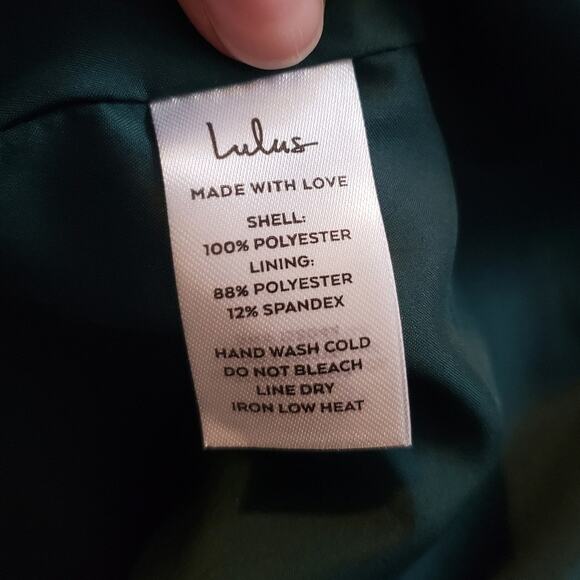 Lulus
MADE WITH LOVE
SHELL:
100% POLYESTER
LINING:
88% POLYESTER
12% SPANDEX
HAND WASH COLD
DO NOT BLEACH
LINE DRY
IRON LOW HEAT